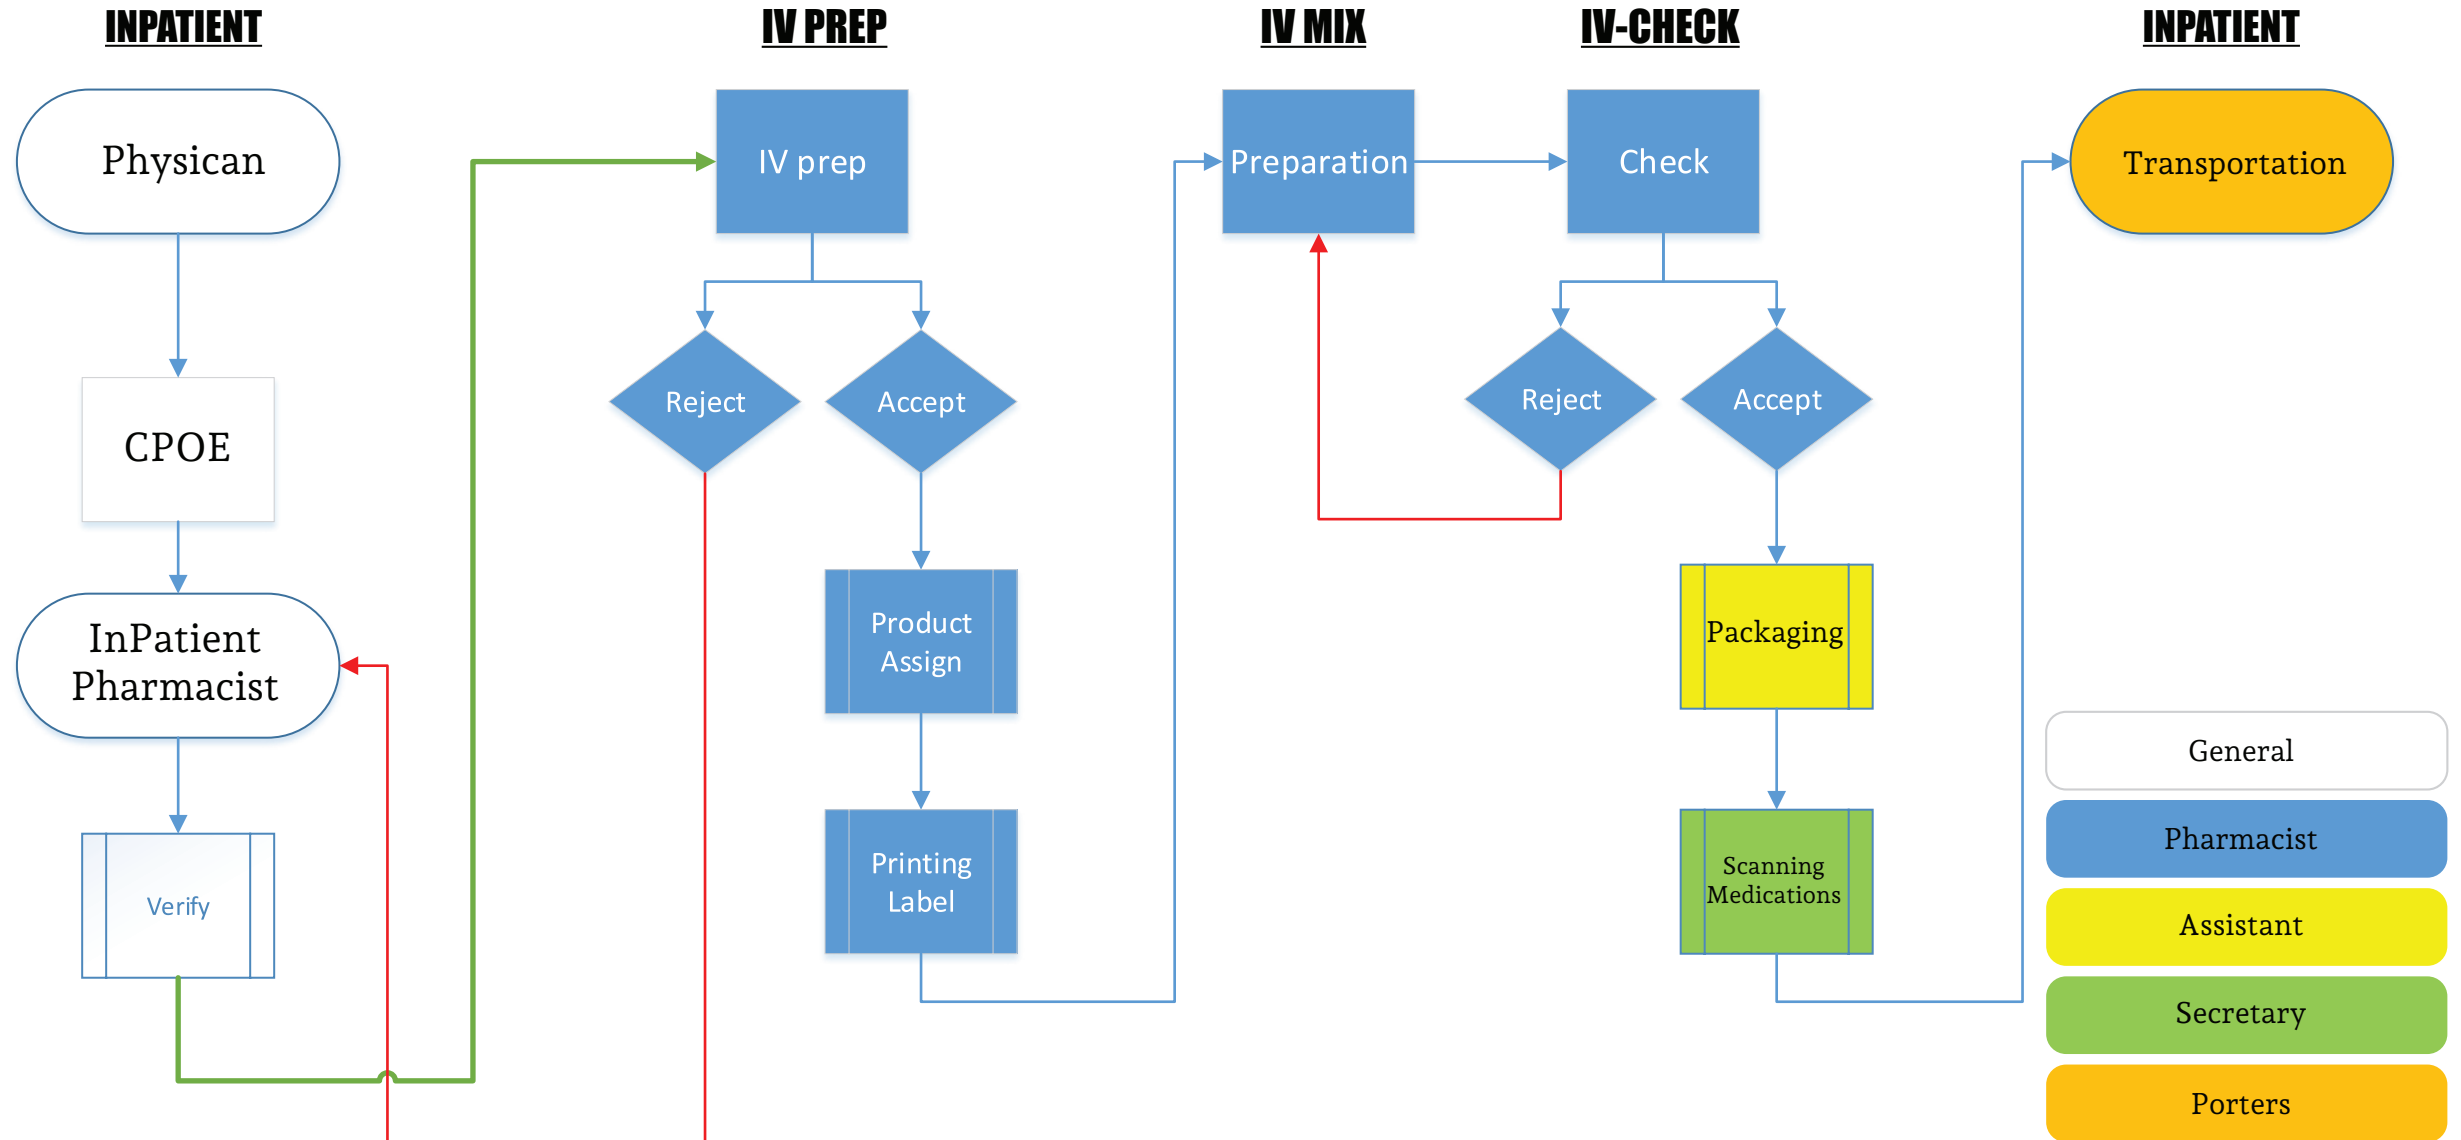 INPATIENT
Physican
CPOE
InPatient
Pharmacist
Verify
IV PREP
IV prep
Reject
Accept
Product
Assign
Printing
Label
IV MIX
Preparation
IV-CHECK
Check
Reject
Accept
Packaging
Scanning
Medications
INPATIENT
Transportation
General
Pharmacist
Assistant
Secretary
Porters